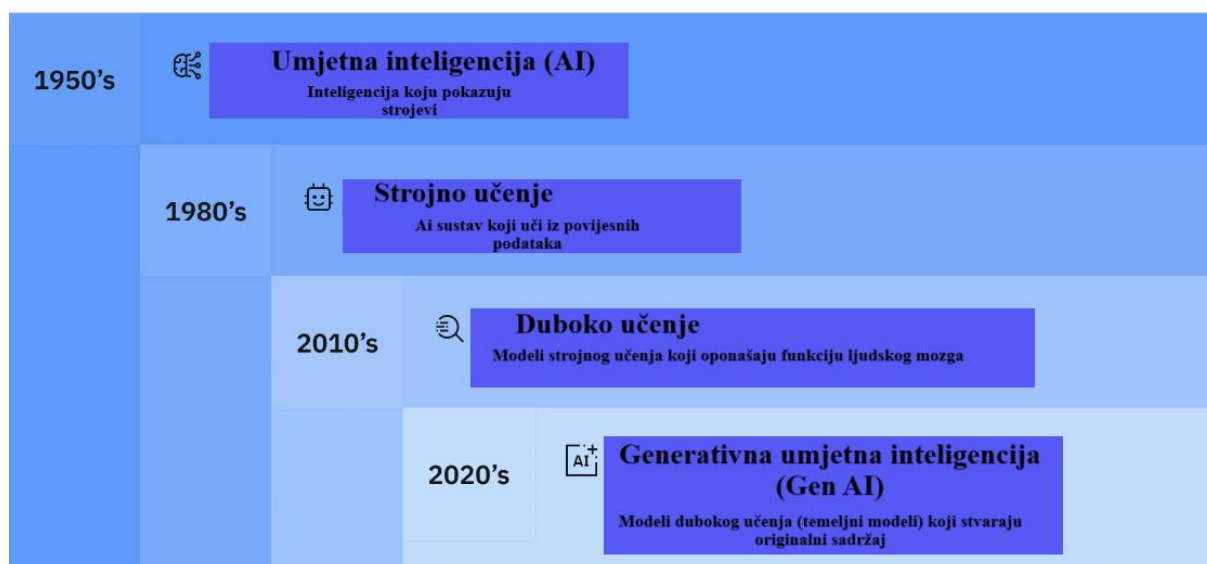 1950's
Umjetna inteligencija (AI)
Inteligencija koju pokazuju
strojevi
1980's
Strojno učenje
Ai sustav koji uči iz povijesnih
podataka
2010's
Duboko učenje
Modeli strojnog učenja koji oponašaju funkciju ljudskog mozga
2020's
AI
Generativna umjetna inteligencija
(Gen AI)
Modeli dubokog učenja (temeljni modeli) koji stvaraju
originalni sadržaj